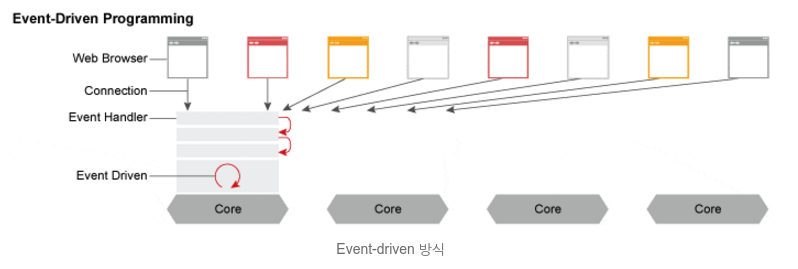 Event-Driven Programming
Web Browser
Connection
Event Handler
Event Driven
Core
Core
Core
Core
Event-driven 방식